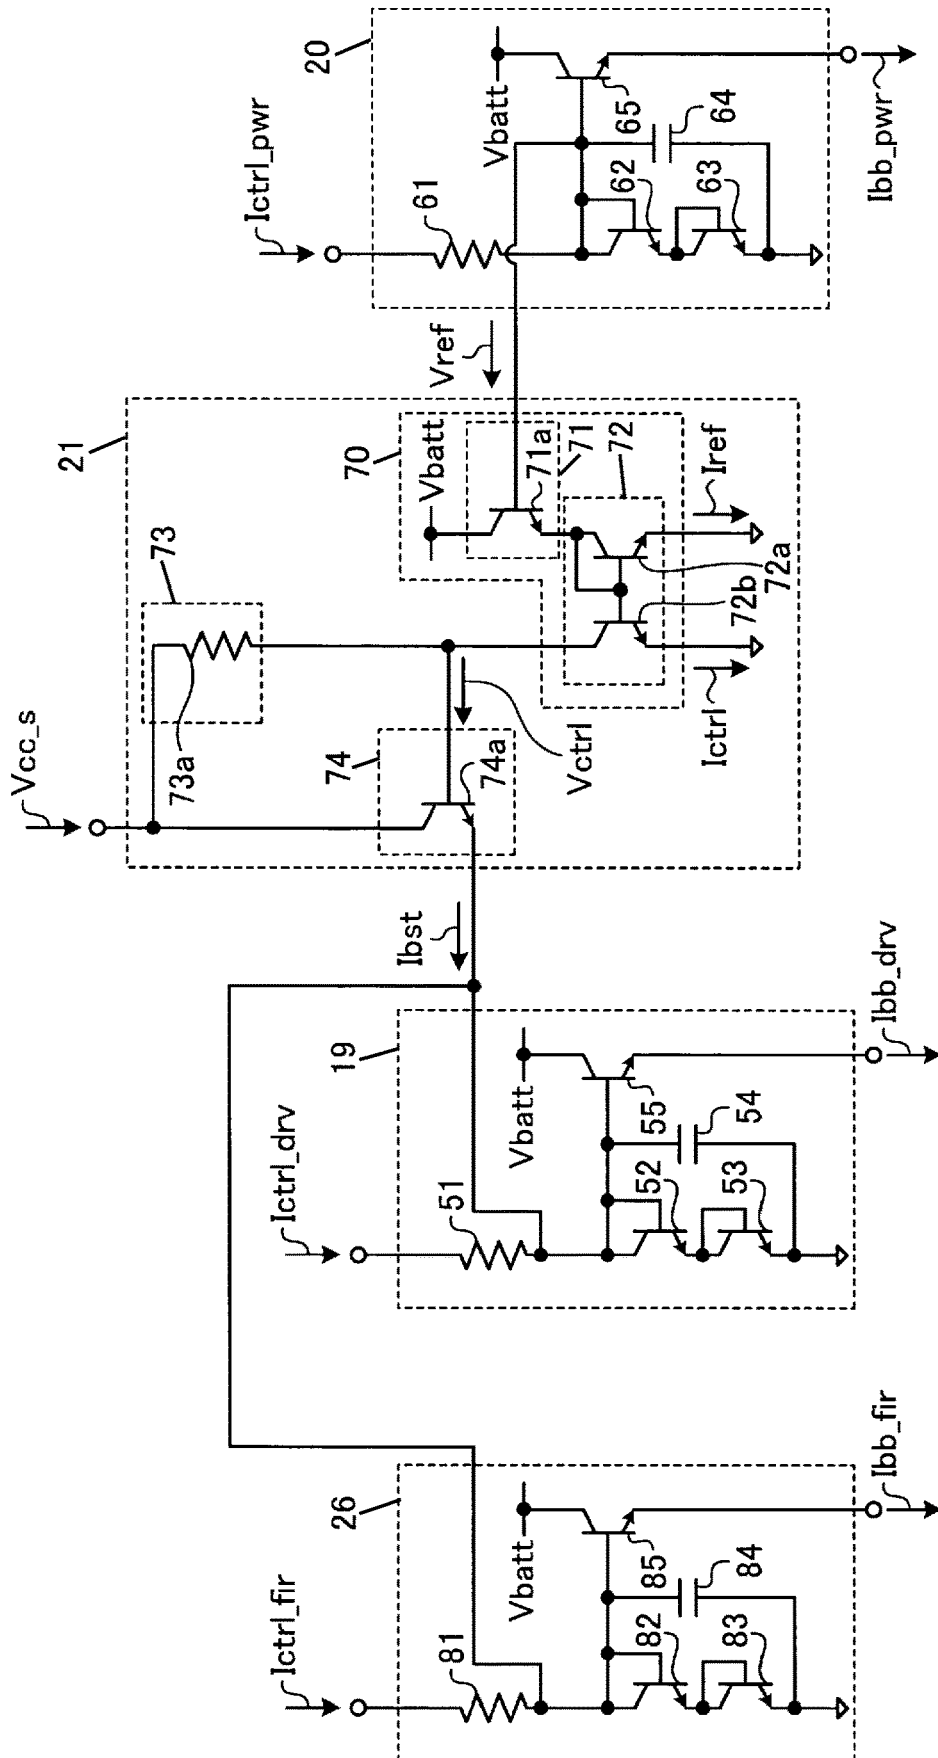 Ictrl_fir
26
81
Vbatt
85
84
82
83
Ibb_fir
Ictrl_drv
19
51
Vbatt
55
54
52
53
Ibb_drv
Ibst
Vcc_s
21
73
73a
74
74a
Vctrl
70
Vbatt
71a
71
72
72b
72a
Ictrl
Iref
Vref
Ictrl_pwr
20
61
Vbatt
65
64
62
63
Ibb_pwr